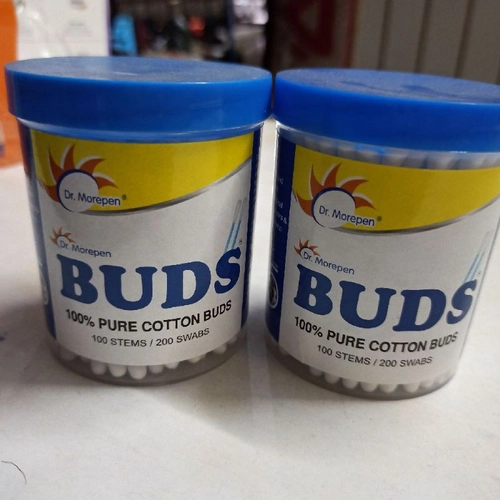 Dr. Morepen®
Dr. Morepen
BUDS®
100% PURE COTTON BUDS
100 STEMS / 200 SWABS
Dr. Morepen®
Dr. Morepen
BUDS®
100% PURE COTTON BUDS
100 STEMS / 200 SWABS